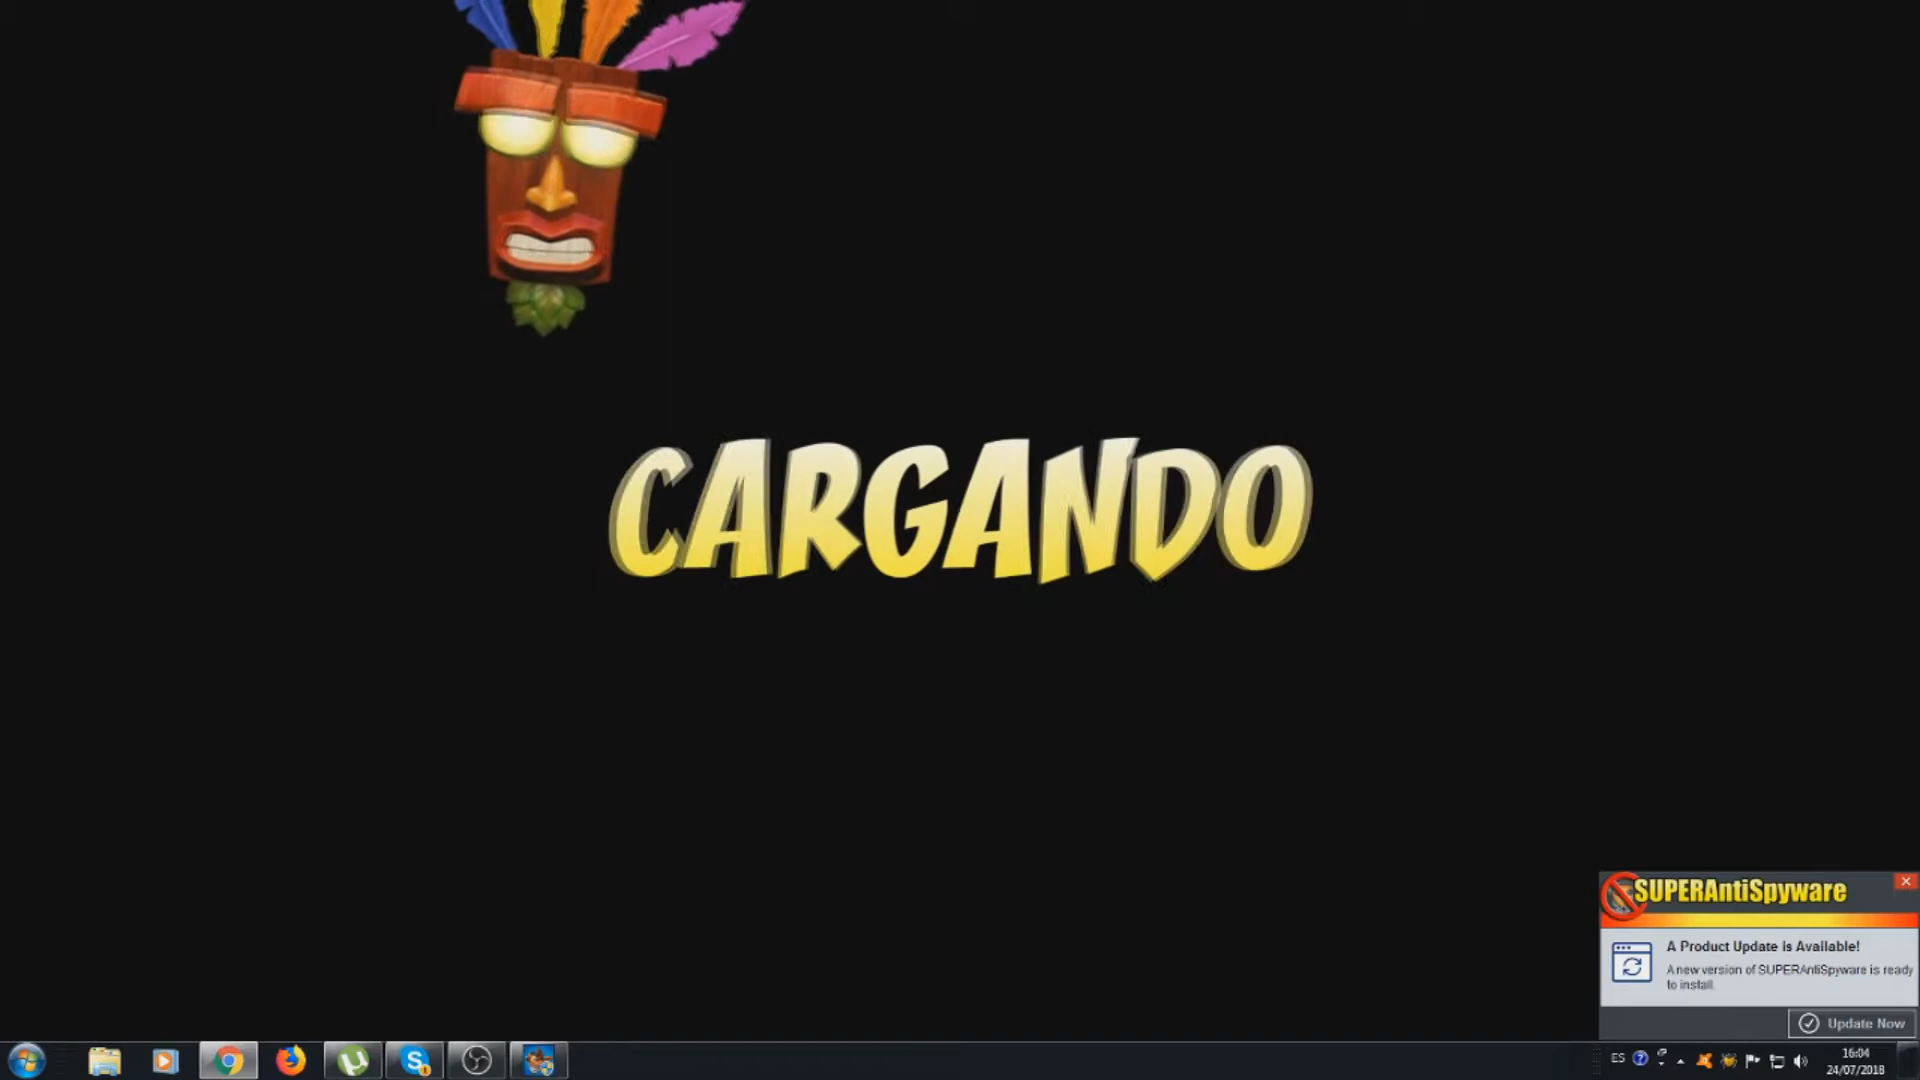 CARGANDO
SUPERAntiSpyware
A Product Update is Available!
A new version of SUPERAntiSpyware is ready
to install.
Update Now
ES
16:04
24/07/2018